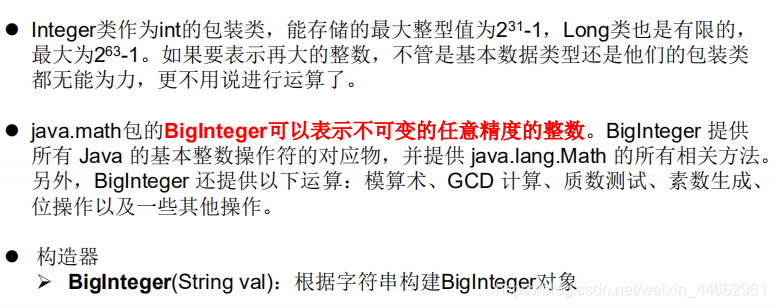 ● Integer类作为int的包装类，能存储的最大整型值为2³¹-1，Long类也是有限的，
最大为2⁶³-1。如果要表示再大的整数，不管是基本数据类型还是他们的包装类
都无能为力，更不用说进行运算了。
● java.math包的BigInteger可以表示不可变的任意精度的整数。BigInteger 提供
所有 Java 的基本整数操作符的对应物，并提供 java.lang.Math 的所有相关方法。
另外，BigInteger 还提供以下运算：模算术、GCD 计算、质数测试、素数生成、
位操作以及一些其他操作。
● 构造器
➢ BigInteger(String val)：根据字符串构建BigInteger对象
https://blog.csdn.net/weixin_44662961